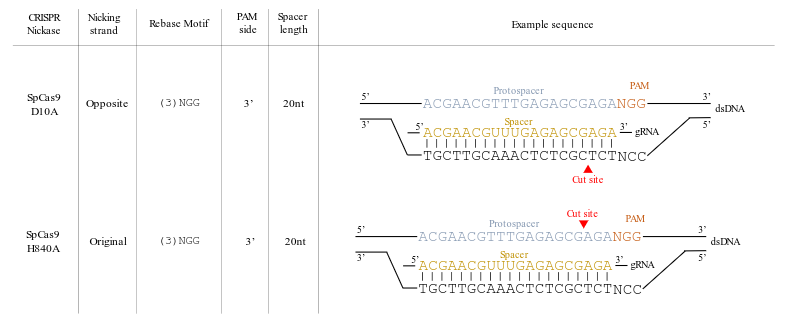 CRISPR Nickase
Nicking strand
Rebase Motif
PAM side
Spacer length
Example sequence
SpCas9 D10A
Opposite
(3)NGG
3’
20nt
PAM
Protospacer
5’ ACGAACGTTTGAGAGCGAGANGG 3’
dsDNA
Spacer
3’ 5’ ACGAACGUUUGAGAGCGAGA 3’ gRNA 5’
TGCTTGCAAACTCTCGCTCTNCC
Cut site
SpCas9 H840A
Original
(3)NGG
3’
20nt
Cut site
PAM
Protospacer
5’ ACGAACGTTTGAGAGCGAGANGG 3’
dsDNA
Spacer
3’ 5’ ACGAACGUUUGAGAGCGAGA 3’ gRNA 5’
TGCTTGCAAACTCTCGCTCTNCC